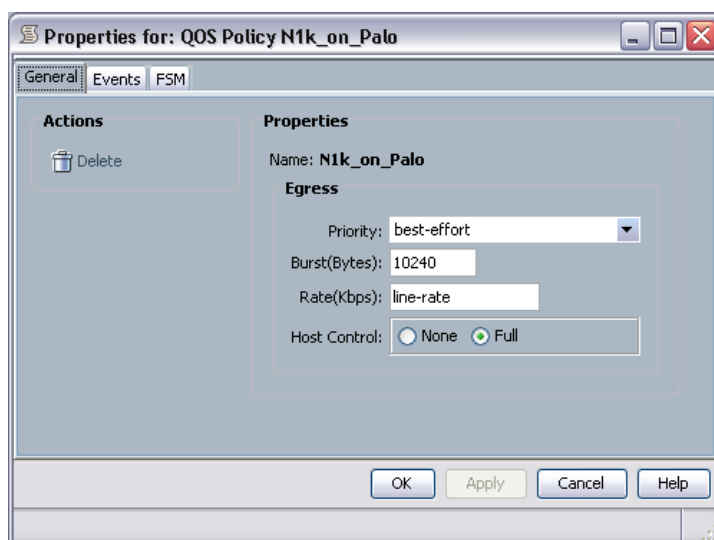 Properties for: QOS Policy N1k_on_Palo
General Events FSM
Actions
Delete
Properties
Name: N1k_on_Palo
Egress
Priority: best-effort
Burst(Bytes): 10240
Rate(Kbps): line-rate
Host Control: None Full
OK Apply Cancel Help